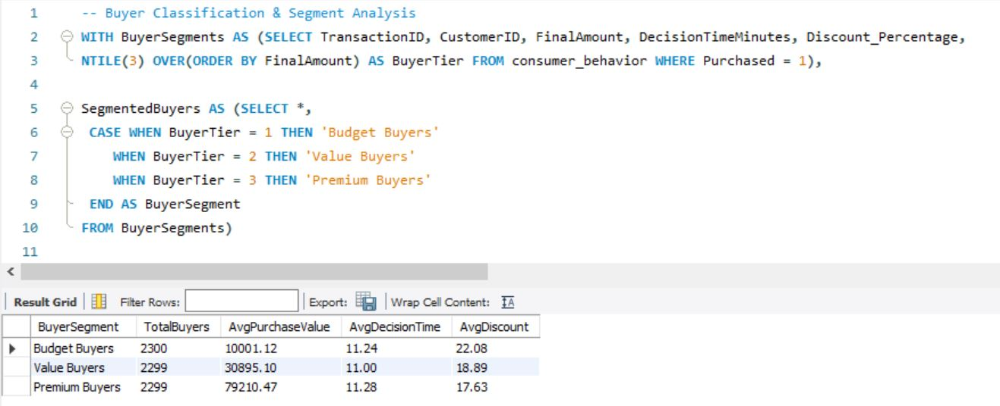 1 -- Buyer Classification & Segment Analysis
2 WITH BuyerSegments AS (SELECT TransactionID, CustomerID, FinalAmount, DecisionTimeMinutes, Discount_Percentage,
3 NTILE(3) OVER(ORDER BY FinalAmount) AS BuyerTier FROM consumer_behavior WHERE Purchased = 1),
4
5 SegmentedBuyers AS (SELECT *,
6 CASE WHEN BuyerTier = 1 THEN 'Budget Buyers'
7 WHEN BuyerTier = 2 THEN 'Value Buyers'
8 WHEN BuyerTier = 3 THEN 'Premium Buyers'
9 END AS BuyerSegment
10 FROM BuyerSegments)
11
Result Grid Filter Rows: Export: Wrap Cell Content: IA
BuyerSegment TotalBuyers AvgPurchaseValue AvgDecisionTime AvgDiscount
Budget Buyers 2300 10001.12 11.24 22.08
Value Buyers 2299 30895.10 11.00 18.89
Premium Buyers 2299 79210.47 11.28 17.63